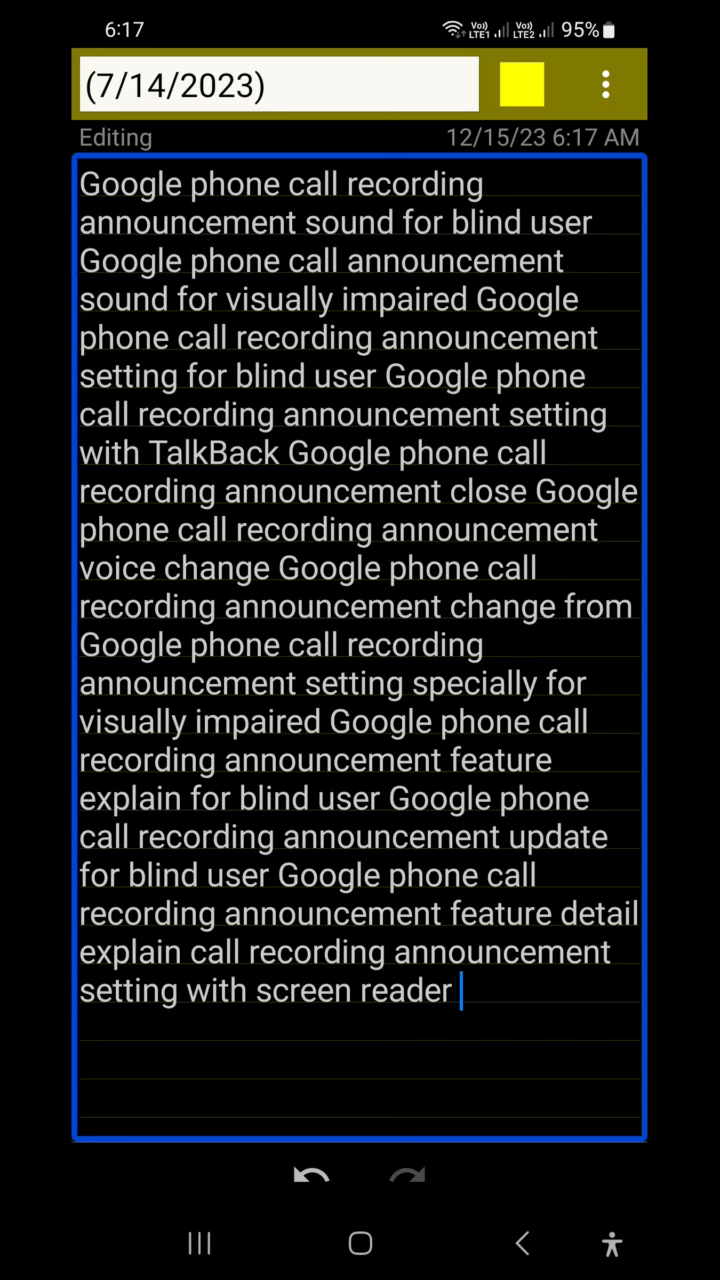 6:17
Vo)) LTE1 Vo)) LTE2 95%
(7/14/2023)
Editing 12/15/23 6:17 AM
Google phone call recording
announcement sound for blind user
Google phone call announcement
sound for visually impaired Google
phone call recording announcement
setting for blind user Google phone
call recording announcement setting
with TalkBack Google phone call
recording announcement close Google
phone call recording announcement
voice change Google phone call
recording announcement change from
Google phone call recording
announcement setting specially for
visually impaired Google phone call
recording announcement feature
explain for blind user Google phone
call recording announcement update
for blind user Google phone call
recording announcement feature detail
explain call recording announcement
setting with screen reader